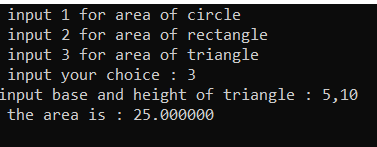 input 1 for area of circle
input 2 for area of rectangle
input 3 for area of triangle
input your choice : 3
input base and height of triangle : 5,10
the area is : 25.000000